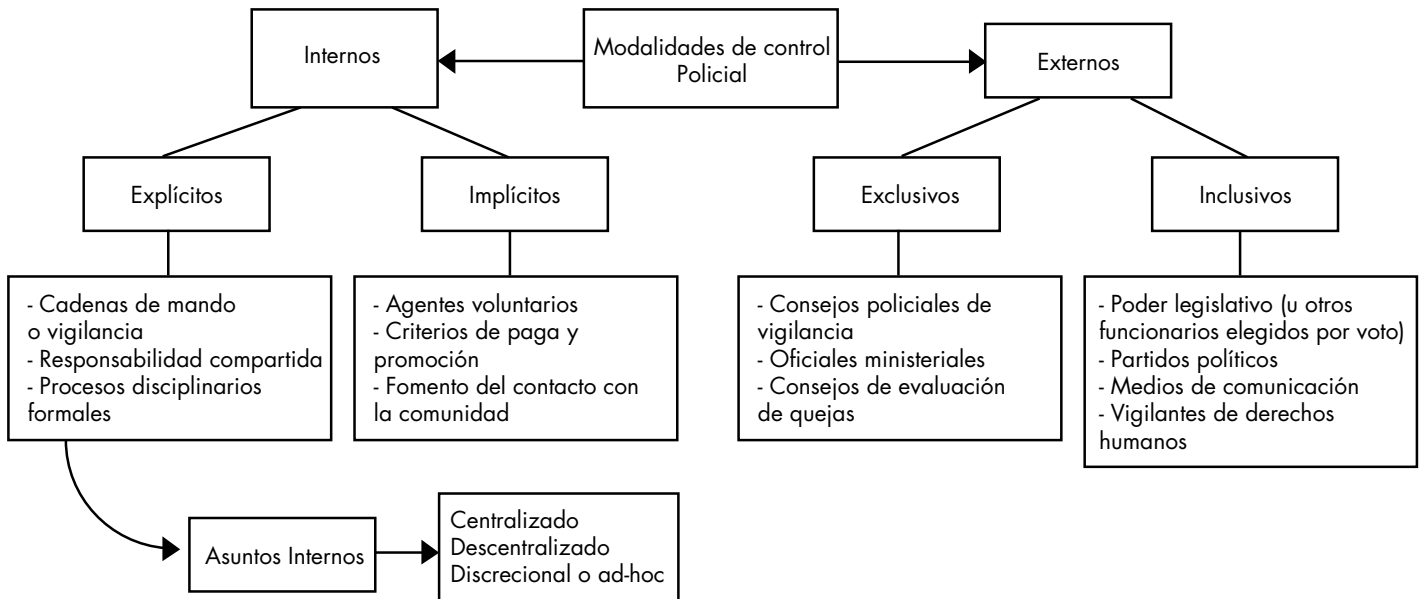 Modalidades de control
Policial
Internos
Externos
Explícitos
Implícitos
Exclusivos
Inclusivos
- Cadenas de mando
o vigilancia
- Responsabilidad compartida
- Procesos disciplinarios
formales
- Agentes voluntarios
- Criterios de paga y
promoción
- Fomento del contacto con
la comunidad
- Consejos policiales de
vigilancia
- Oficiales ministeriales
- Consejos de evaluación
de quejas
- Poder legislativo (u otros
funcionarios elegidos por voto)
- Partidos políticos
- Medios de comunicación
- Vigilantes de derechos
humanos
Asuntos Internos
Centralizado
Descentralizado
Discrecional o ad-hoc